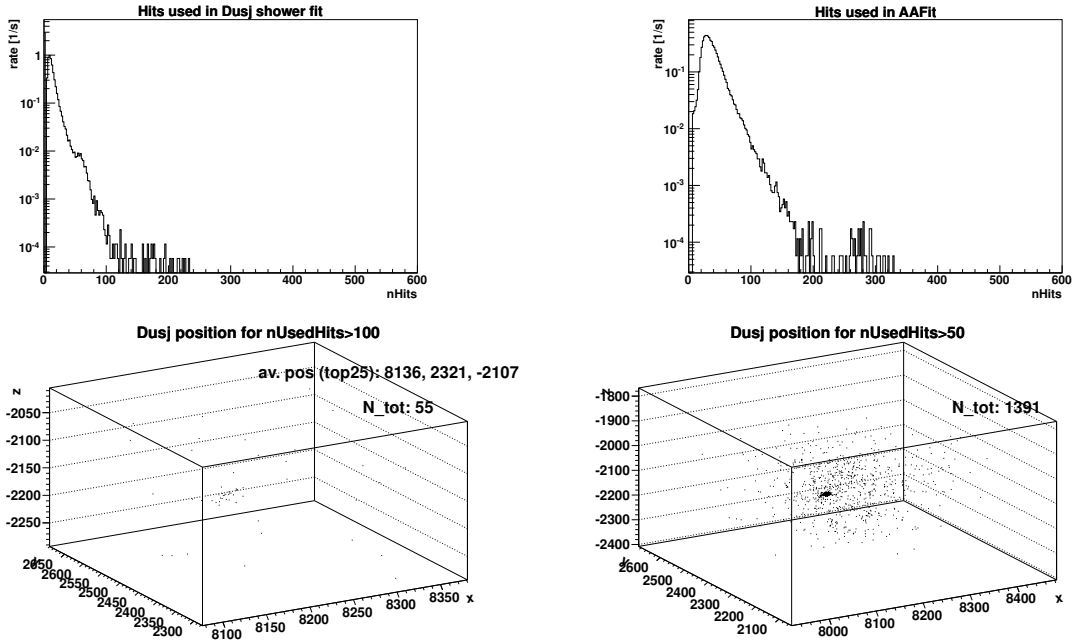 Hits used in Dusj shower fit
rate [1/s]
1
10-1
10-2
10-3
10-4
0 100 200 300 400 500 600
nHits
Hits used in AAFit
rate [1/s]
10-1
10-2
10-3
10-4
0 100 200 300 400 500 600
nHits
Dusj position for nUsedHits>100
av. pos (top25): 8136, 2321, -2107
N_tot: 55
z
-2050
-2100
-2150
-2200
-2250
y
2650
2600
2550
2500
2450
2400
2350
2300
8100 8150 8200 8250 8300 8350
x
Dusj position for nUsedHits>50
N_tot: 1391
z
-1800
-1900
-2000
-2100
-2200
-2300
-2400
y
2600
2500
2400
2300
2200
2100
8000 8100 8200 8300 8400
x